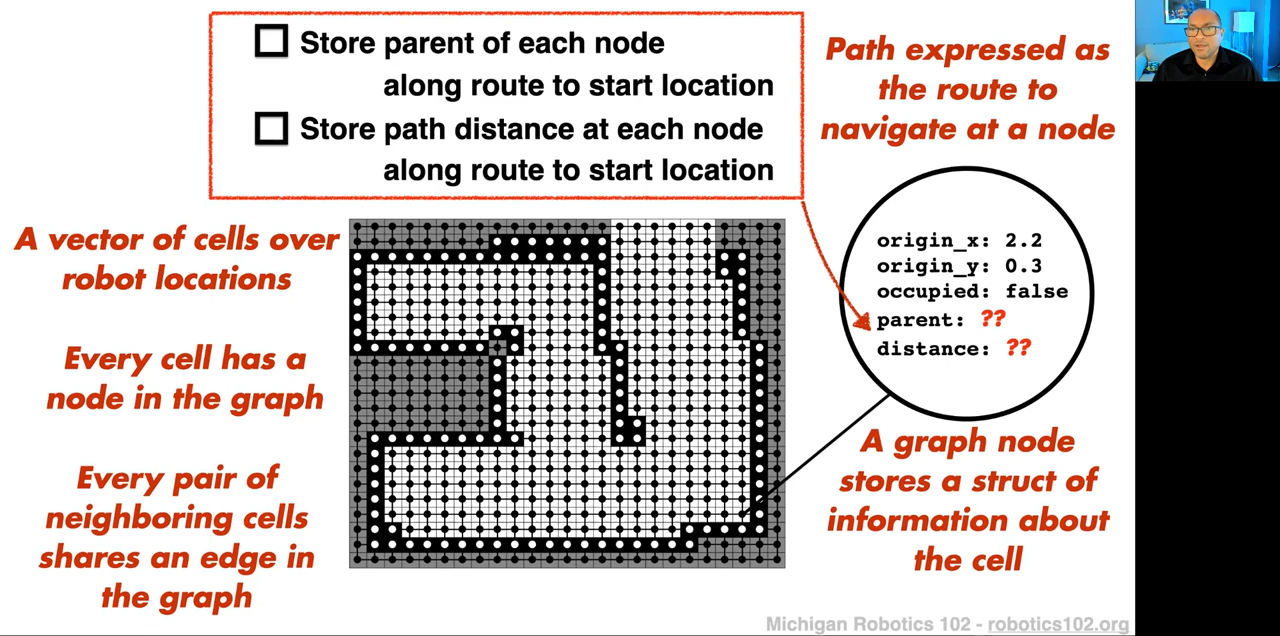 Store parent of each node
along route to start location
Store path distance at each node
along route to start location
Path expressed as
the route to
navigate at a node
A vector of cells over
robot locations
Every cell has a
node in the graph
Every pair of
neighboring cells
shares an edge in
the graph
origin_x: 2.2
origin_y: 0.3
occupied: false
parent: ??
distance: ??
A graph node
stores a struct of
information about
the cell
Michigan Robotics 102 - robotics102.org